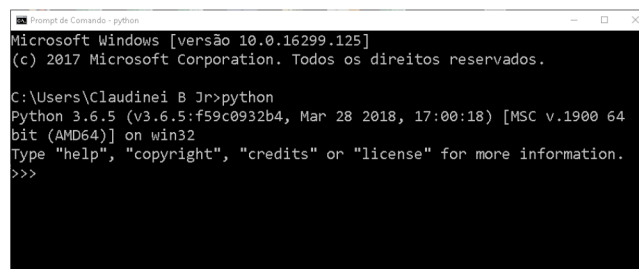 Prompt de Comando - python
Microsoft Windows [versão 10.0.16299.125]
(c) 2017 Microsoft Corporation. Todos os direitos reservados.
C:\Users\Claudinei B Jr>python
Python 3.6.5 (v3.6.5:f59c0932b4, Mar 28 2018, 17:00:18) [MSC v.1900 64
bit (AMD64)] on win32
Type "help", "copyright", "credits" or "license" for more information.
>>>